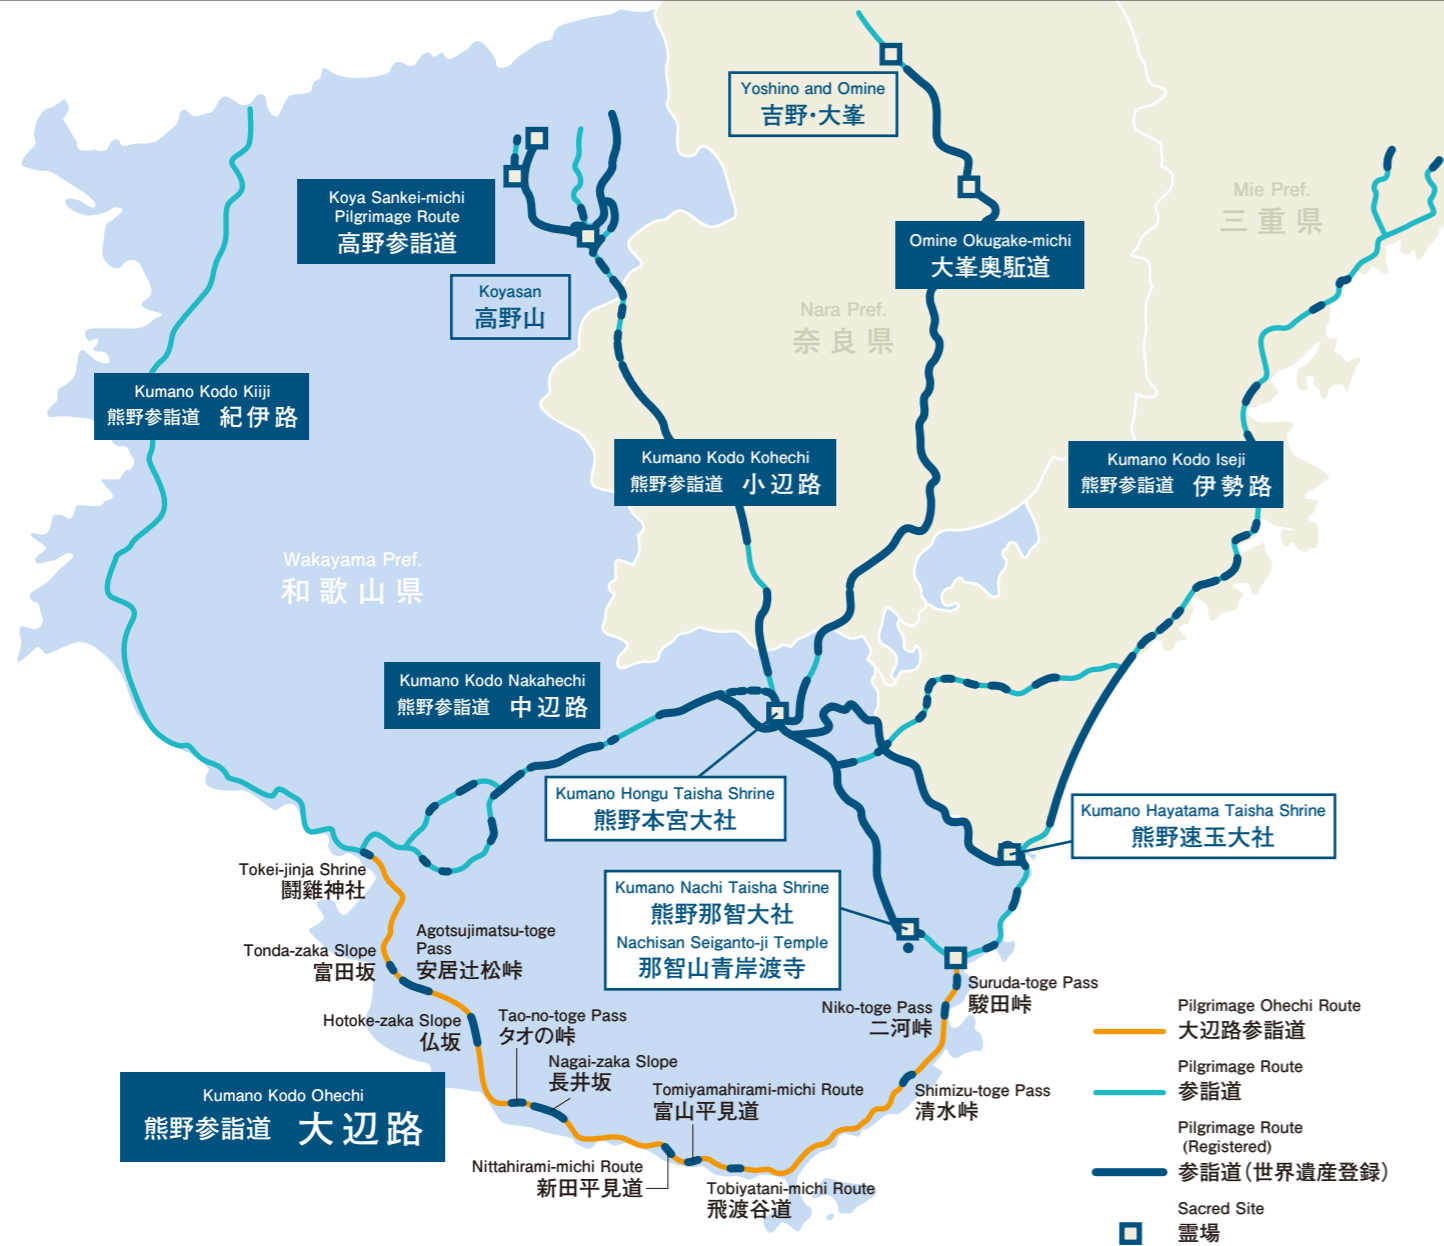 Yoshino and Omine
吉野・大峯
Koya Sankei-michi
Pilgrimage Route
高野参詣道
Mie Pref.
三重県
Omine Okugake-michi
大峯奥駈道
Koyasan
高野山
Nara Pref.
奈良県
Kumano Kodo Kiiji
熊野参詣道 紀伊路
Kumano Kodo Kohechi
熊野参詣道 小辺路
Kumano Kodo Iseji
熊野参詣道 伊勢路
Wakayama Pref.
和歌山県
Kumano Kodo Nakahechi
熊野参詣道 中辺路
Kumano Hongu Taisha Shrine
熊野本宮大社
Kumano Hayatama Taisha Shrine
熊野速玉大社
Tokei-jinja Shrine
闘雞神社
Kumano Nachi Taisha Shrine
熊野那智大社
Nachisan Seiganto-ji Temple
那智山青岸渡寺
Agotsujimatsu-toge
Pass
安居辻松峠
Tonda-zaka Slope
富田坂
Suruda-toge Pass
駿田峠
Niko-toge Pass
二河峠
Hotoke-zaka Slope
仏坂
Tao-no-toge Pass
タオの峠
Nagai-zaka Slope
長井坂
Tomiyamahirami-michi Route
富山平見道
Shimizu-toge Pass
清水峠
Kumano Kodo Ohechi
熊野参詣道 大辺路
Nittahirami-michi Route
新田平見道
Tobiyatani-michi Route
飛渡谷道
Pilgrimage Ohechi Route
大辺路参詣道
Pilgrimage Route
参詣道
Pilgrimage Route
(Registered)
参詣道(世界遺産登録)
Sacred Site
霊場